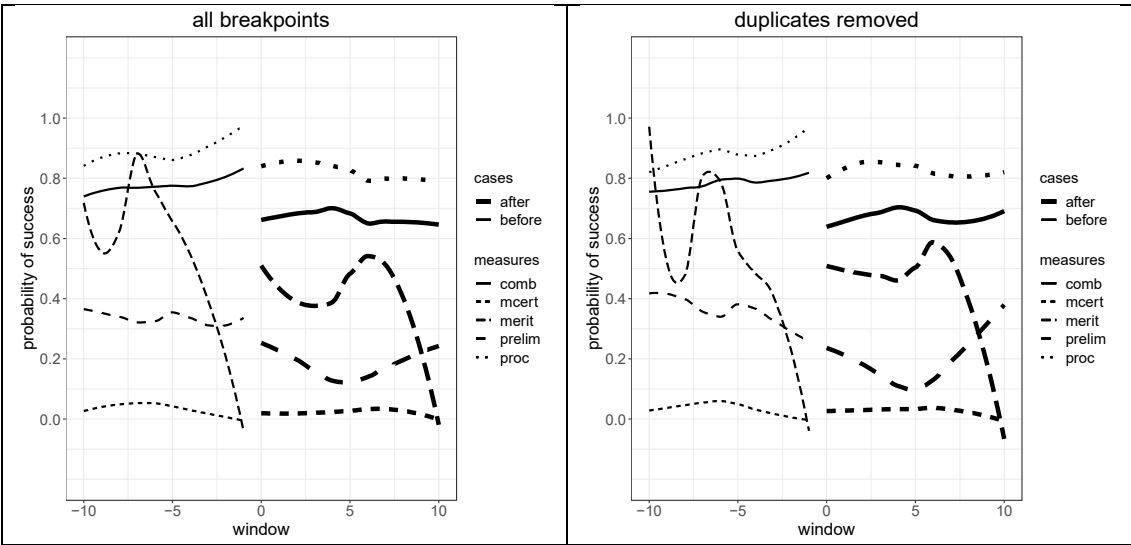 all breakpoints
probability of success
1.0
0.8
0.6
0.4
0.2
0.0
−10
−5
0
5
10
window
cases
after
before
measures
comb
mcert
merit
prelim
proc
duplicates removed
probability of success
1.0
0.8
0.6
0.4
0.2
0.0
−10
−5
0
5
10
window
cases
after
before
measures
comb
mcert
merit
prelim
proc